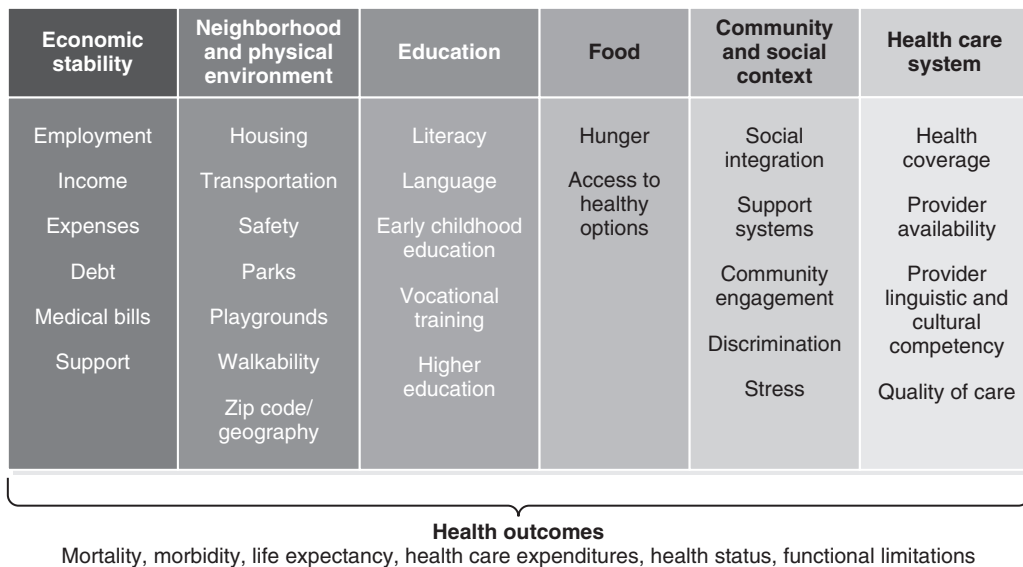 Economic
stability
Neighborhood
and physical
environment
Education
Food
Community
and social
context
Health care
system
Employment
Income
Expenses
Debt
Medical bills
Support
Housing
Transportation
Safety
Parks
Playgrounds
Walkability
Zip code/
geography
Literacy
Language
Early childhood
education
Vocational
training
Higher
education
Hunger
Access to
healthy
options
Social
integration
Support
systems
Community
engagement
Discrimination
Stress
Health
coverage
Provider
availability
Provider
linguistic and
cultural
competency
Quality of care
Health outcomes
Mortality, morbidity, life expectancy, health care expenditures, health status, functional limitations